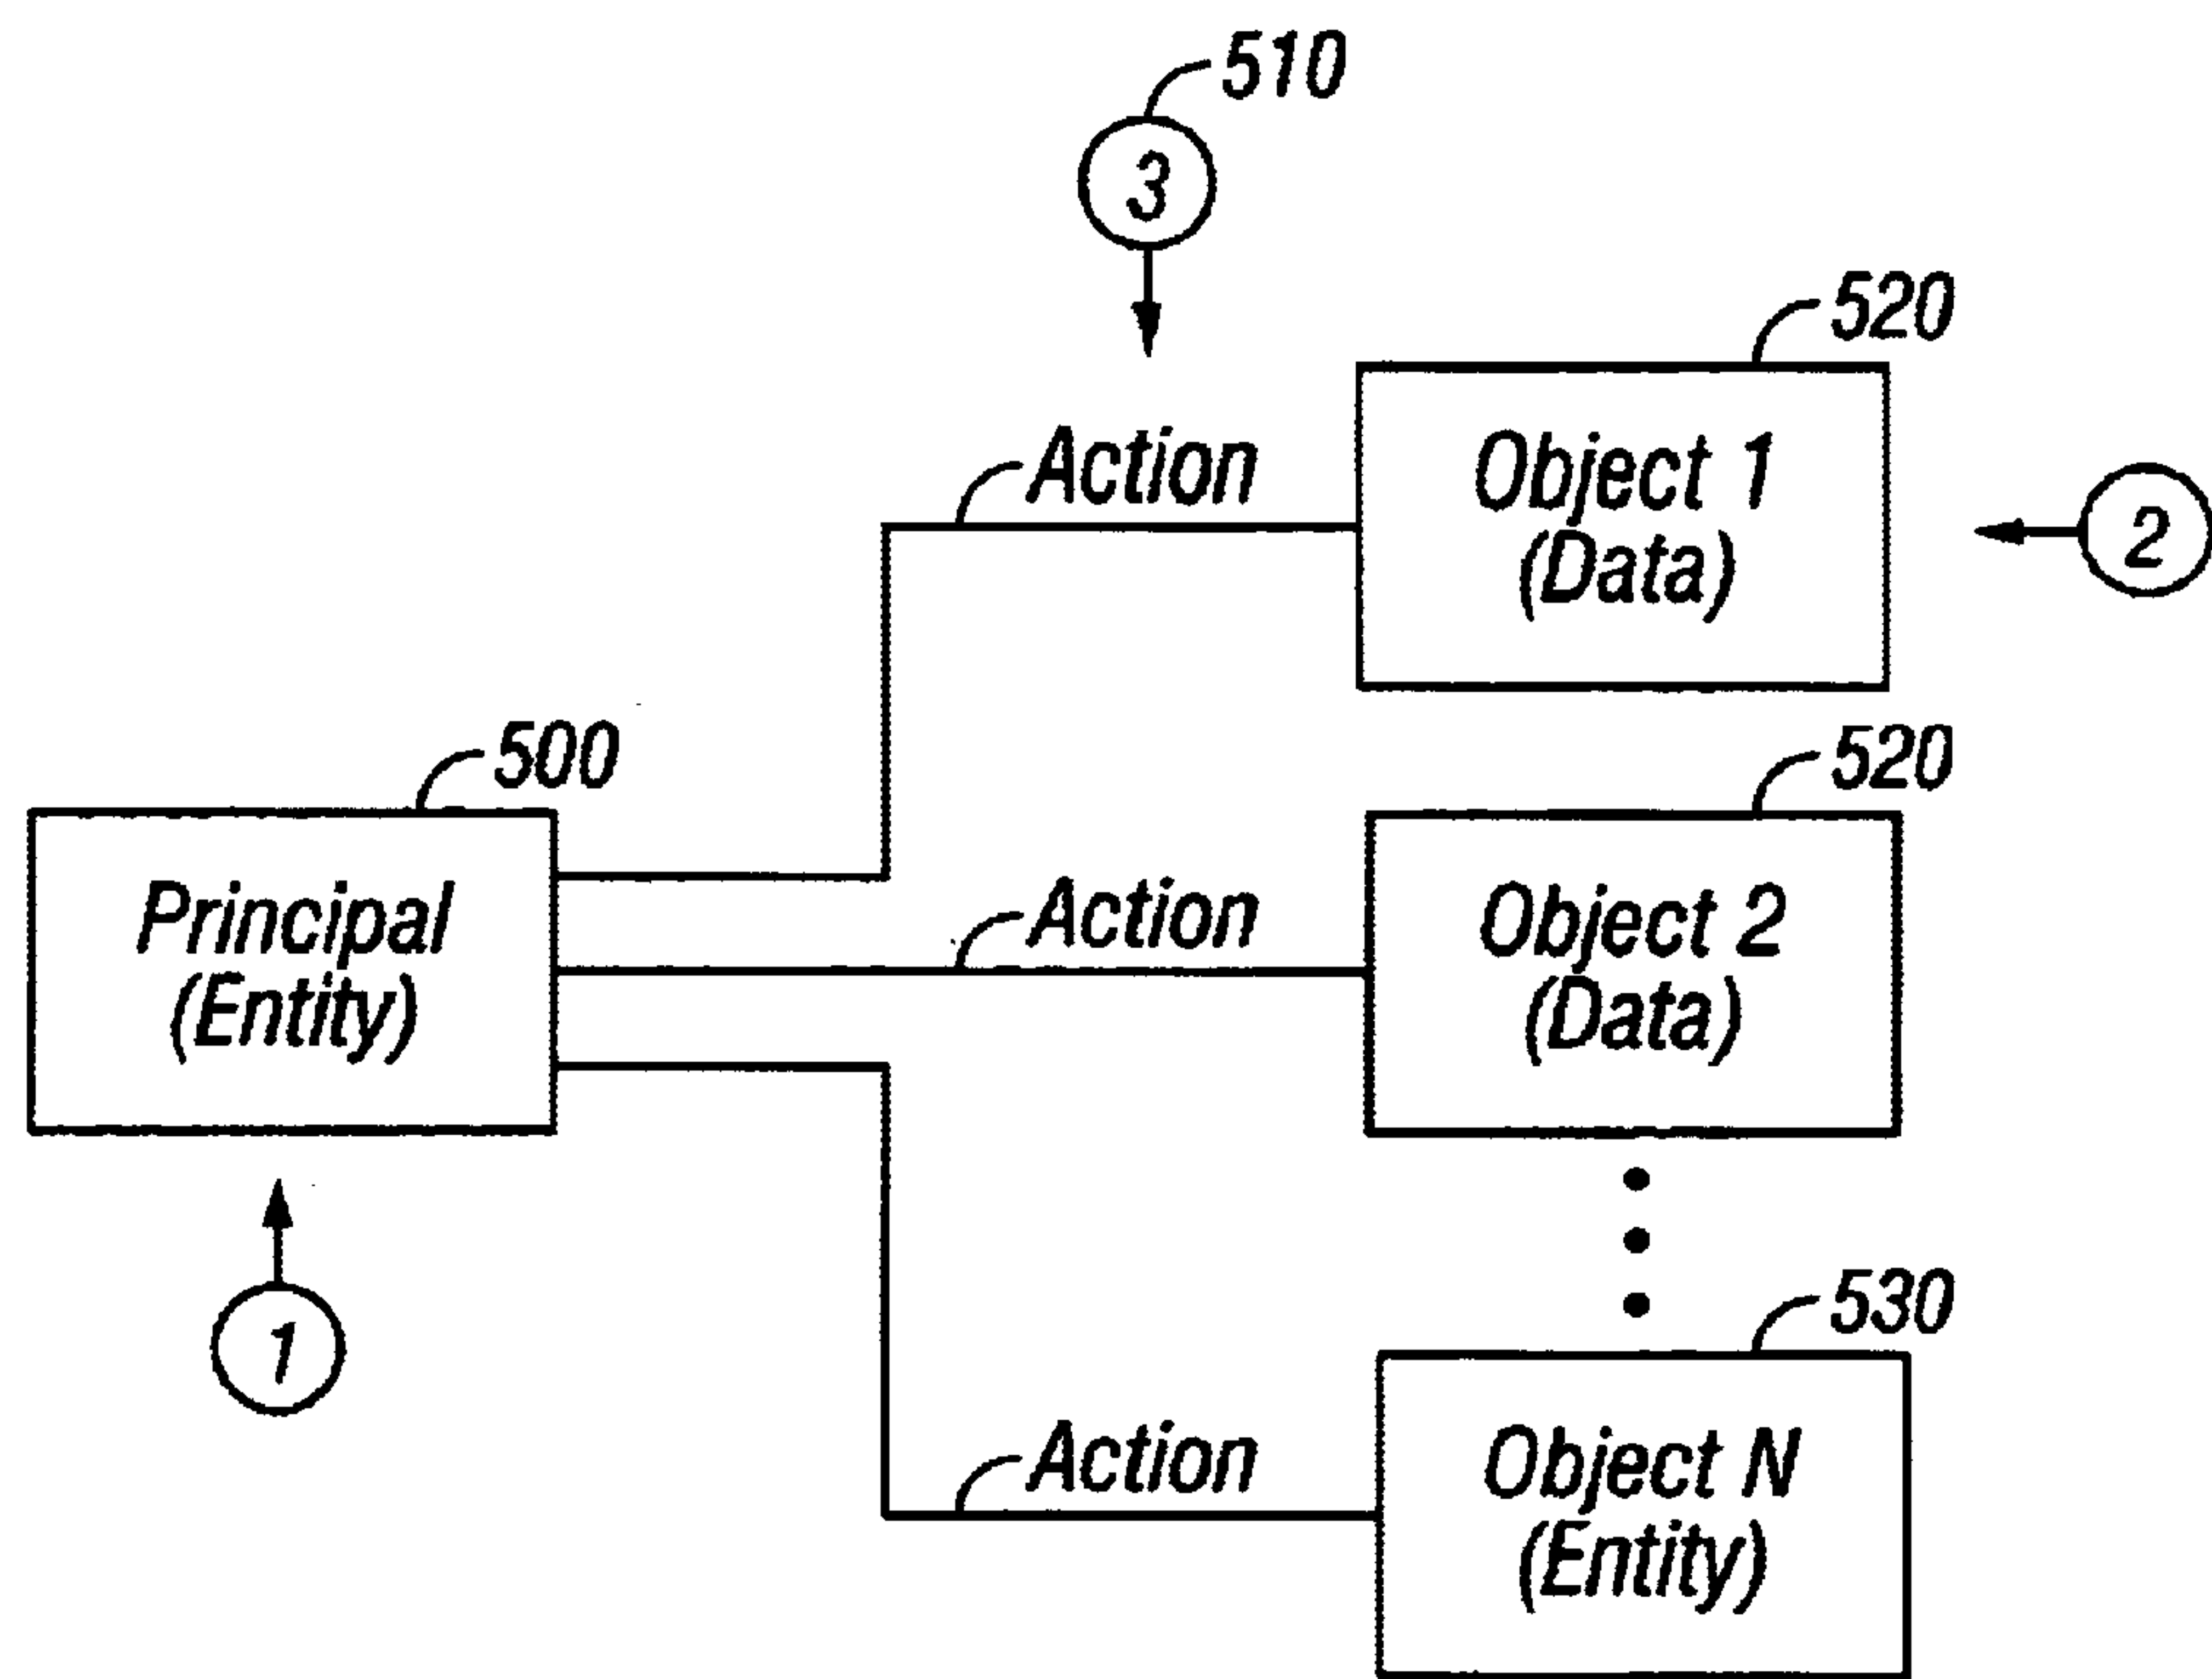 510
3
520
Action
Object 1
(Data)
2
500
520
Principal
(Entity)
Action
Object 2
(Data)
1
530
Action
Object N
(Entity)